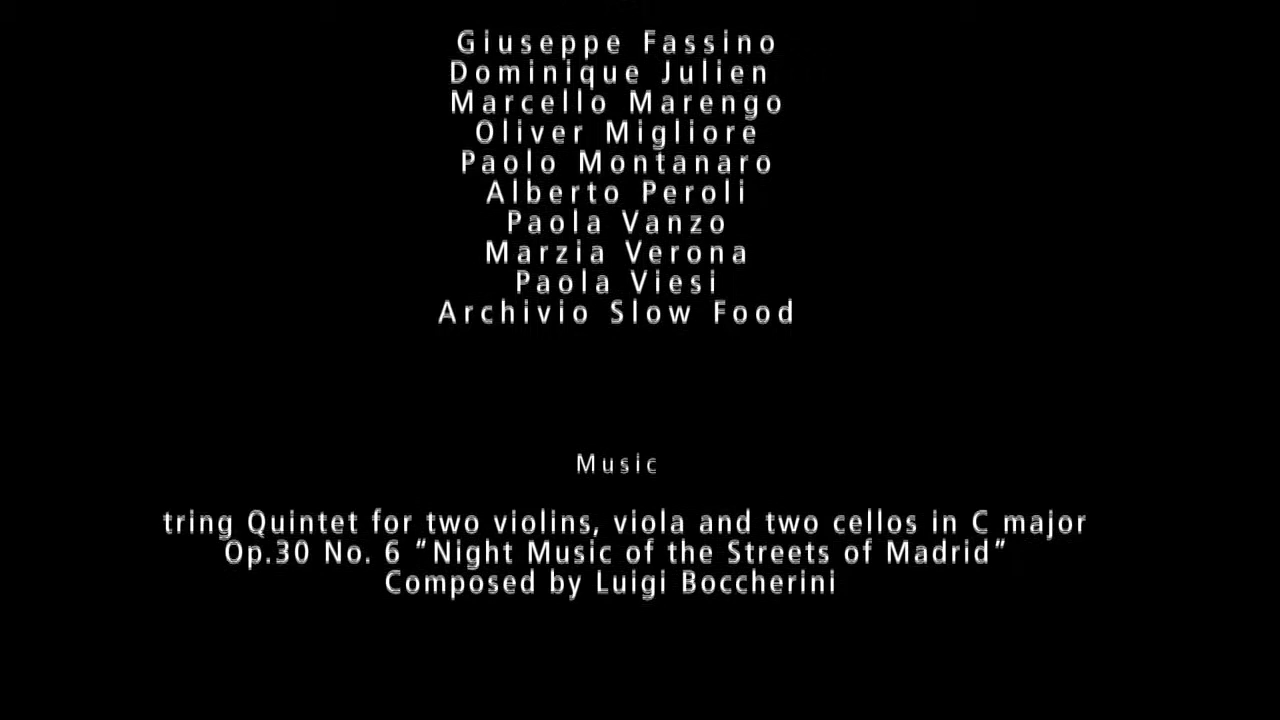 Giuseppe Fassino
Dominique Julien
Marcello Marengo
Oliver Migliore
Paolo Montanaro
Alberto Peroli
Paola Vanzo
Marzia Verona
Paola Viesi
Archivio Slow Food
Music
tring Quintet for two violins, viola and two cellos in C major
Op.30 No. 6 “Night Music of the Streets of Madrid”
Composed by Luigi Boccherini